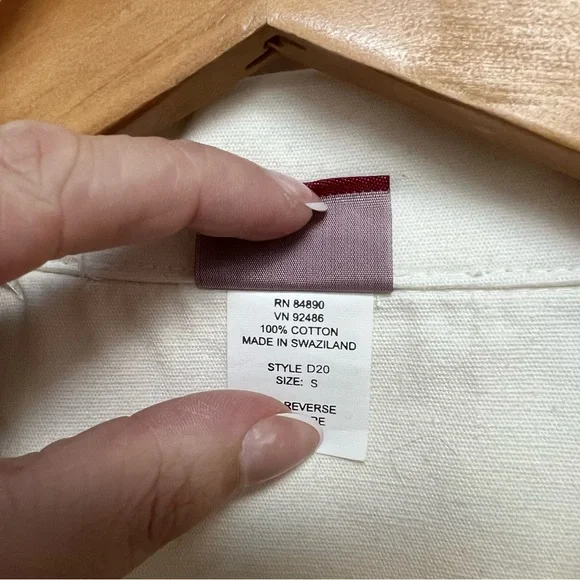 RN 84890
VN 92486
100% COTTON
MADE IN SWAZILAND
STYLE D20
SIZE: S
REVERSE